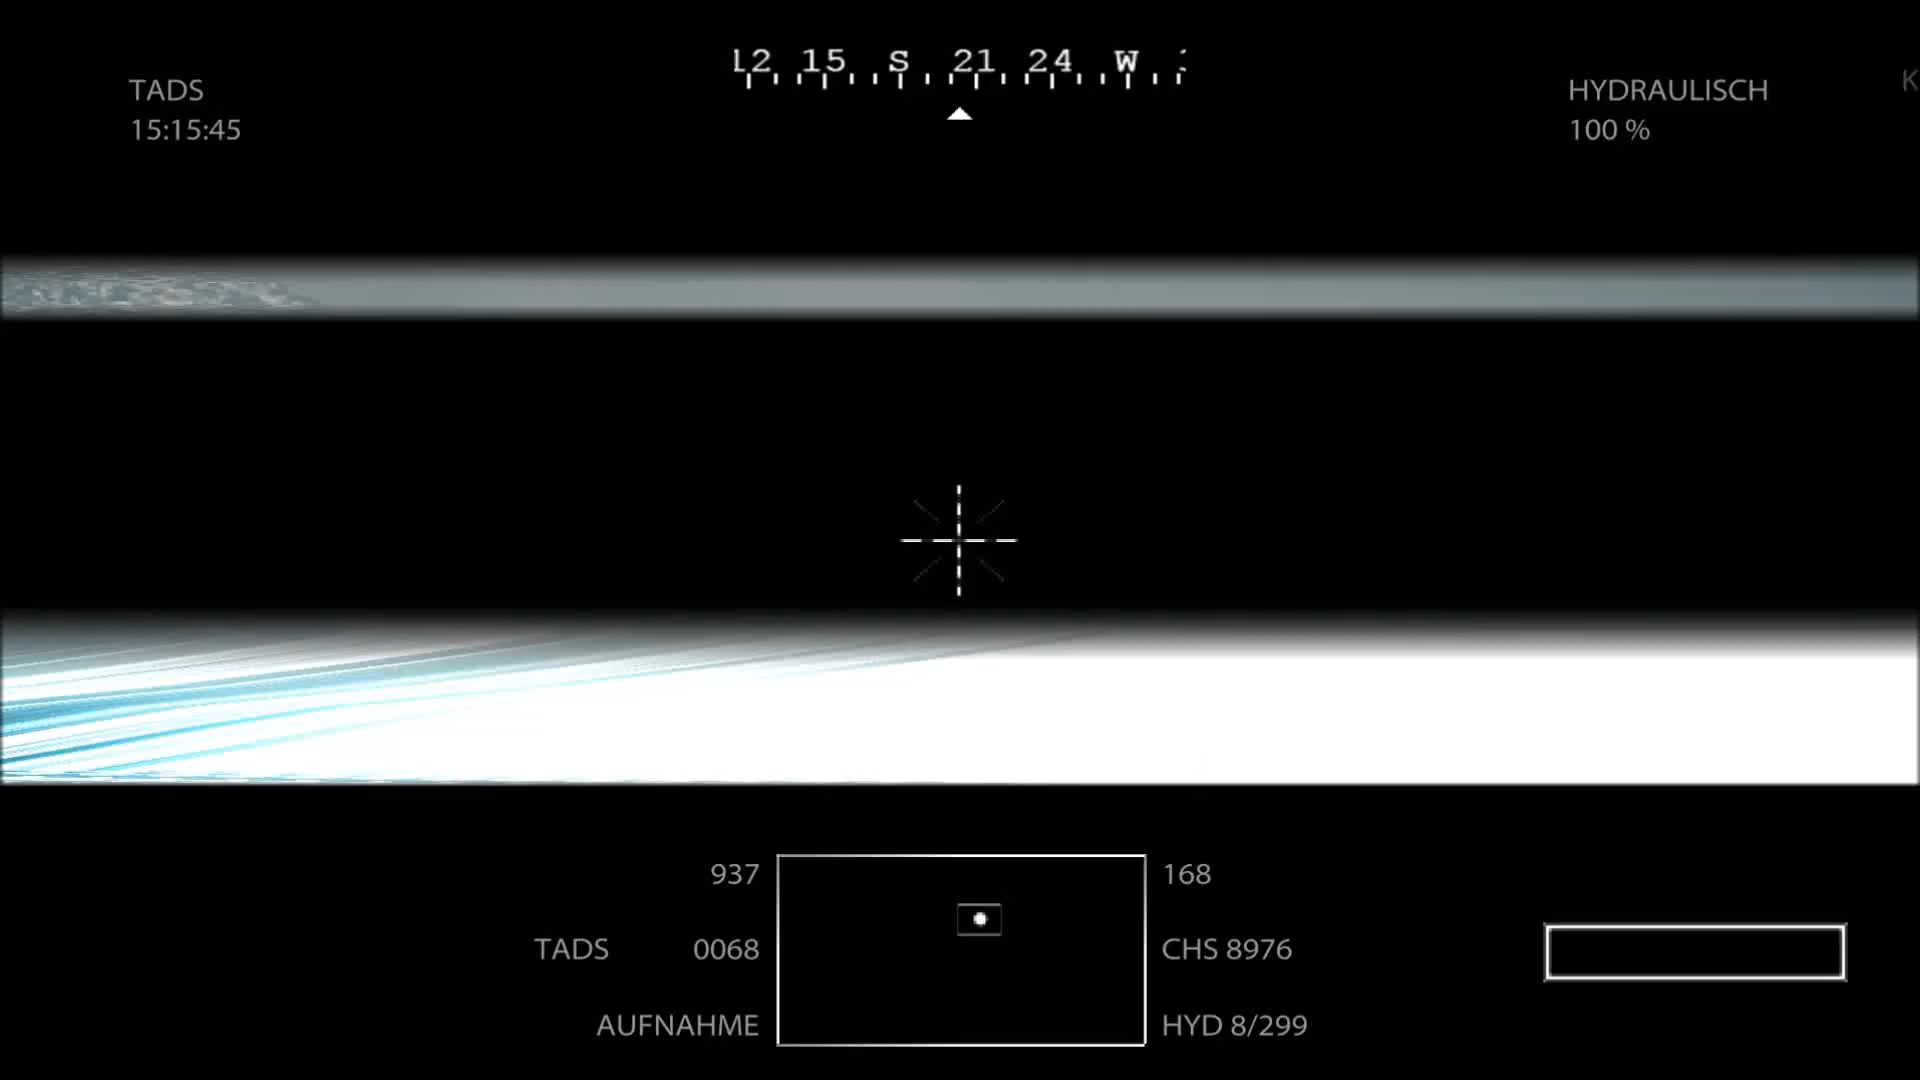 12 15 S 21 24 W
TADS
15:15:45
HYDRAULISCH
100 %
K
937
168
TADS 0068
CHS 8976
AUFNAHME
HYD 8/299